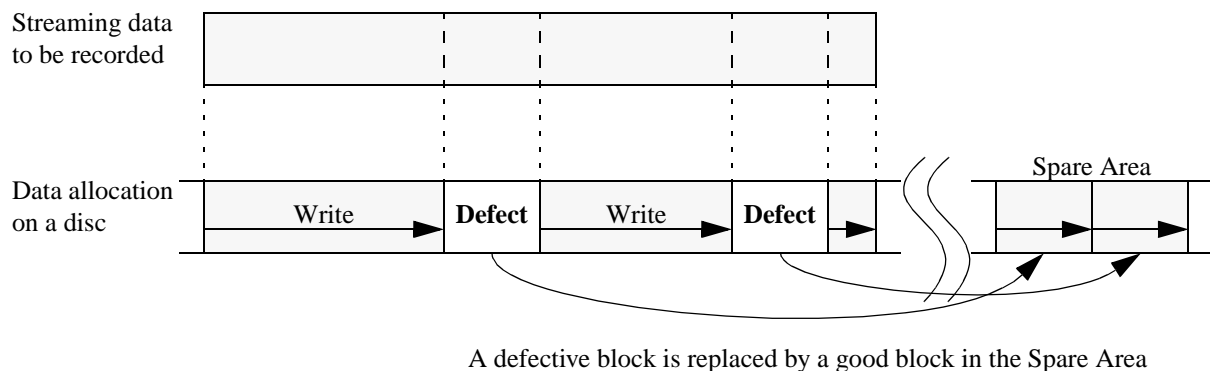 Streaming data
to be recorded
Spare Area
Data allocation
on a disc
Write
Defect
Write
Defect
A defective block is replaced by a good block in the Spare Area